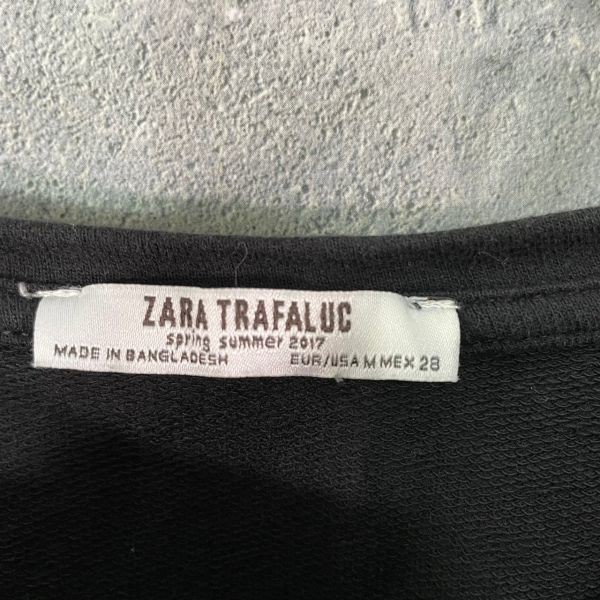 ZARA TRAFALUC
spring summer 2017
MADE IN BANGLADESH EUR/USA M MEX 28